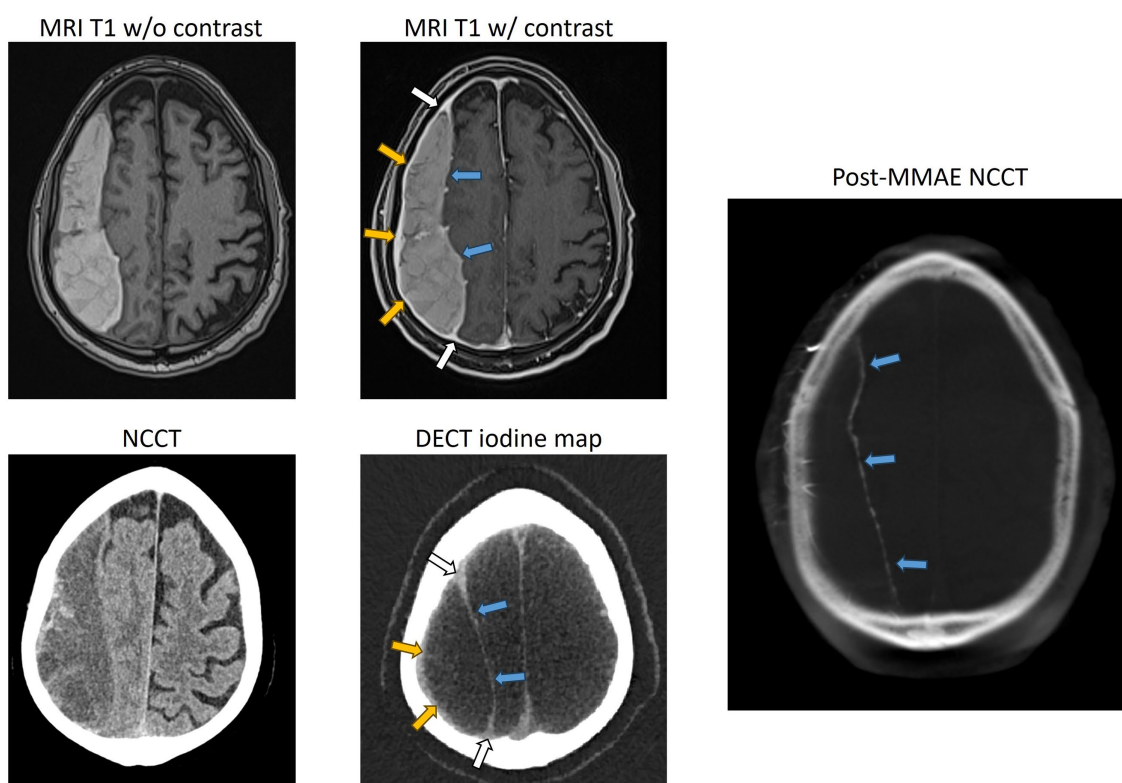 MRI T1 w/o contrast
MRI T1 w/ contrast
Post-MMAE NCCT
NCCT
DECT iodine map